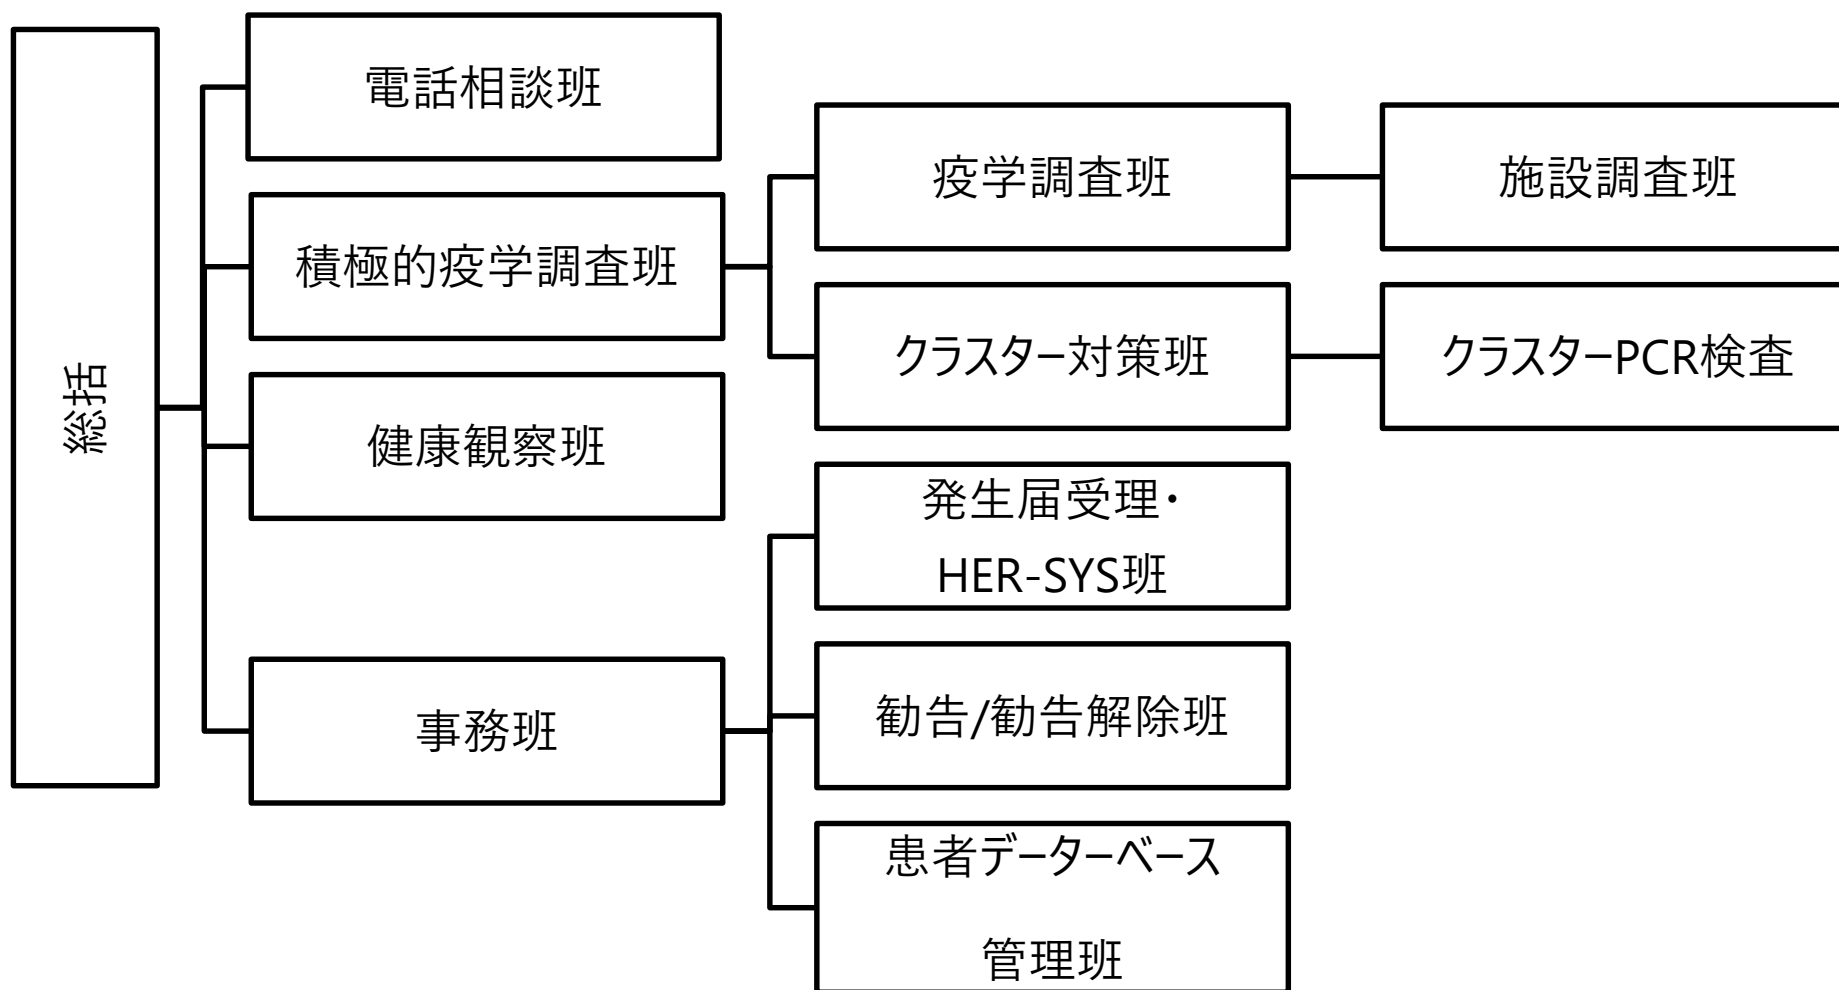 総括
電話相談班
積極的疫学調査班
健康観察班
事務班
疫学調査班
クラスター対策班
発生届受理・
HER-SYS班
勧告/勧告解除班
患者データーベース
管理班
施設調査班
クラスターPCR検査